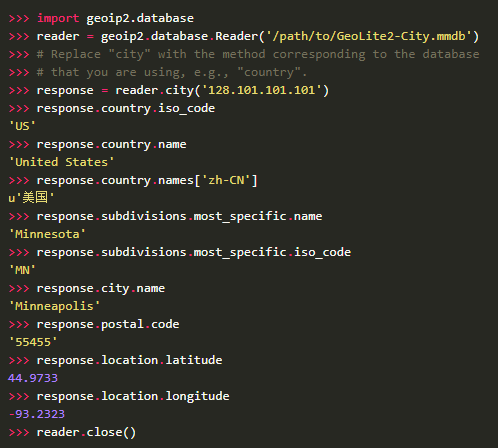 >>> import geoip2.database
>>> reader = geoip2.database.Reader('/path/to/GeoLite2-City.mmdb')
>>> # Replace "city" with the method corresponding to the database
>>> # that you are using, e.g., "country".
>>> response = reader.city('128.101.101.101')
>>> response.country.iso_code
'US'
>>> response.country.name
'United States'
>>> response.country.names['zh-CN']
u'美国'
>>> response.subdivisions.most_specific.name
'Minnesota'
>>> response.subdivisions.most_specific.iso_code
'MN'
>>> response.city.name
'Minneapolis'
>>> response.postal.code
'55455'
>>> response.location.latitude
44.9733
>>> response.location.longitude
-93.2323
>>> reader.close()